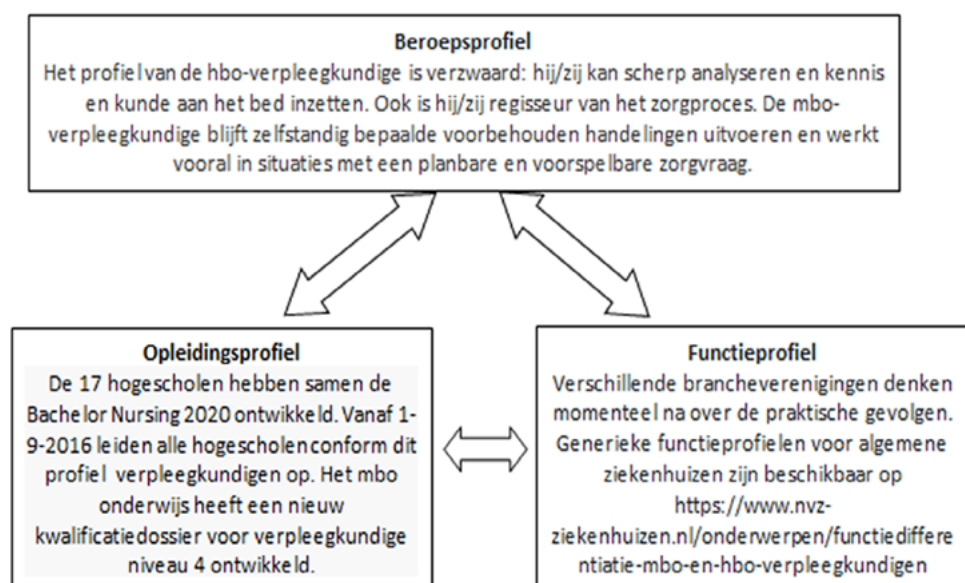 Beroepsprofiel
Het profiel van de hbo-verpleegkundige is verzwaard: hij/zij kan scherp analyseren en kennis
en kunde aan het bed inzetten. Ook is hij/zij regisseur van het zorgproces. De mbo-
verpleegkundige blijft zelfstandig bepaalde voorbehouden handelingen uitvoeren en werkt
vooral in situaties met een planbare en voorspelbare zorgvraag.
Opleidingsprofiel
De 17 hogescholen hebben samen de
Bachelor Nursing 2020 ontwikkeld. Vanaf 1-
9-2016 leiden alle hogescholen conform dit
profiel verpleegkundigen op. Het mbo
onderwijs heeft een nieuw
kwalificatiedossier voor verpleegkundige
niveau 4 ontwikkeld.
Functieprofiel
Verschillende brancheverenigingen denken
momenteel na over de praktische gevolgen.
Generieke functieprofielen voor algemene
ziekenhuizen zijn beschikbaar op
https://www.nvz-
ziekenhuizen.nl/onderwerpen/functiediffere
ntiatie-mbo-en-hbo-verpleegkundigen